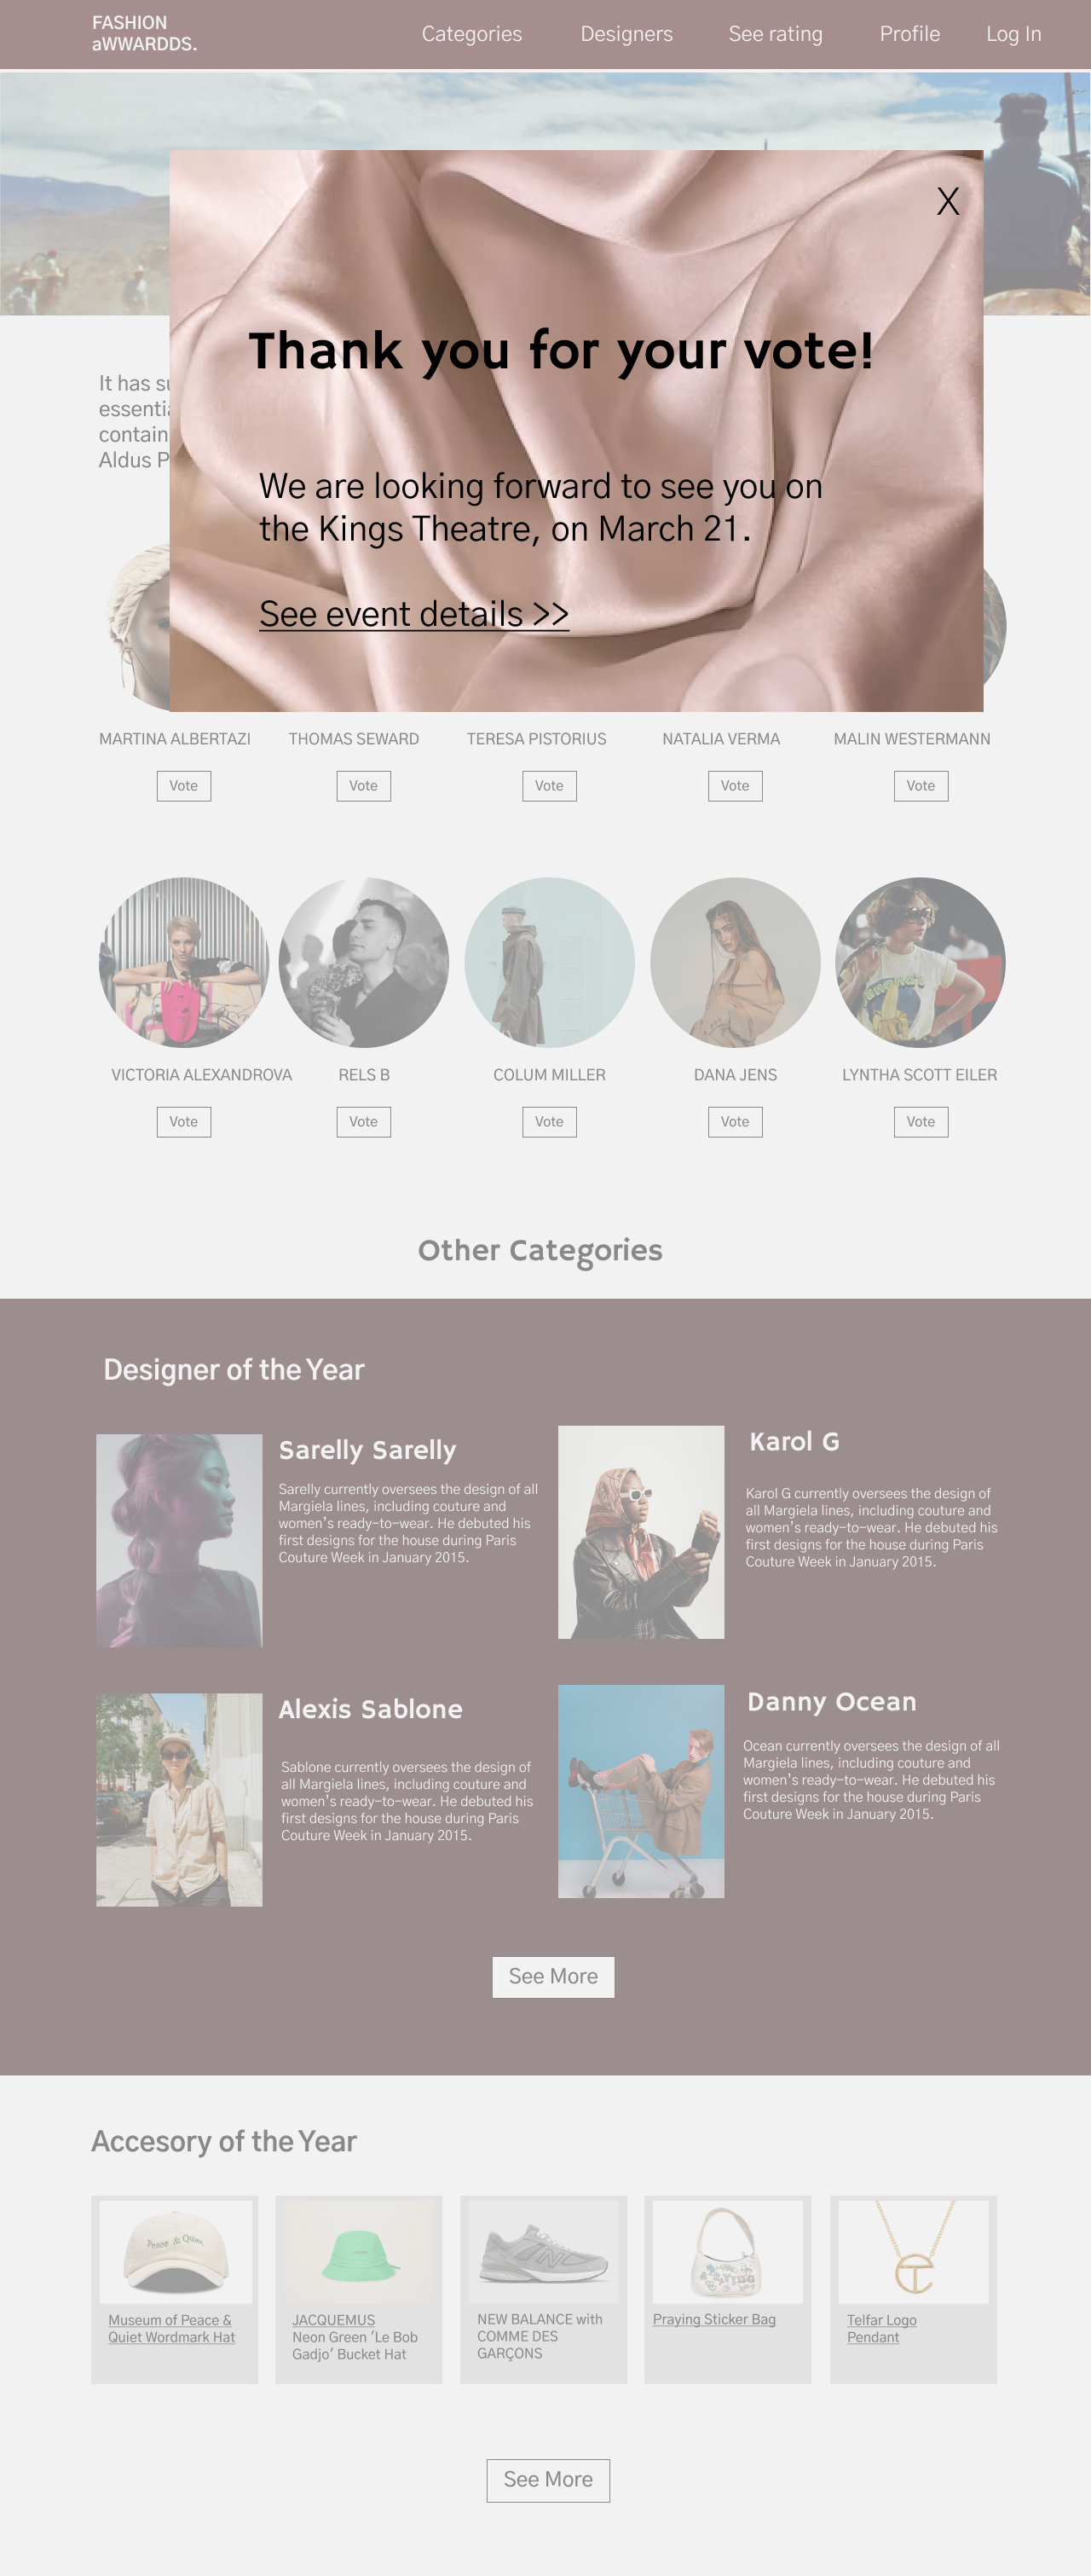 FASHION
aWWARDDS.
Categories
Designers
See rating
Profile
Log In
X
Thank you for your vote!
We are looking forward to see you on
the Kings Theatre, on March 21.
See event details >>
It has
contain
Aldus
MARTINA ALBERTAZI
THOMAS SEWARD
TERESA PISTORIUS
NATALIA VERMA
MALIN WESTERMANN
Vote
Vote
Vote
Vote
Vote
VICTORIA ALEXANDROVA
RELS B
COLUM MILLER
DANA JENS
LYNTHA SCOTT EILER
Vote
Vote
Vote
Vote
Vote
Other Categories
Designer of the Year
Sarelly Sarelly
Sarelly currently oversees the design of all
Margiela lines, including couture and
women's ready-to-wear. He debuted his
first designs for the house during Paris
Couture Week in January 2015.
Karol G
Karol G currently oversees the design of
all Margiela lines, including couture and
women's ready-to-wear. He debuted his
first designs for the house during Paris
Couture Week in January 2015.
Alexis Sablone
Sablone currently oversees the design of
all Margiela lines, including couture and
women's ready-to-wear. He debuted his
first designs for the house during Paris
Couture Week in January 2015.
Danny Ocean
Ocean currently oversees the design of all
Margiela lines, including couture and
women's ready-to-wear. He debuted his
first designs for the house during Paris
Couture Week in January 2015.
See More
Accesory of the Year
Peace & Quiet
Museum of Peace &
Quiet Wordmark Hat
JACQUEMUS
Neon Green 'Le Bob
Gadjo' Bucket Hat
NEW BALANCE with
COMME DES
GARÇONS
Praying Sticker Bag
Telfar Logo
Pendant
See More